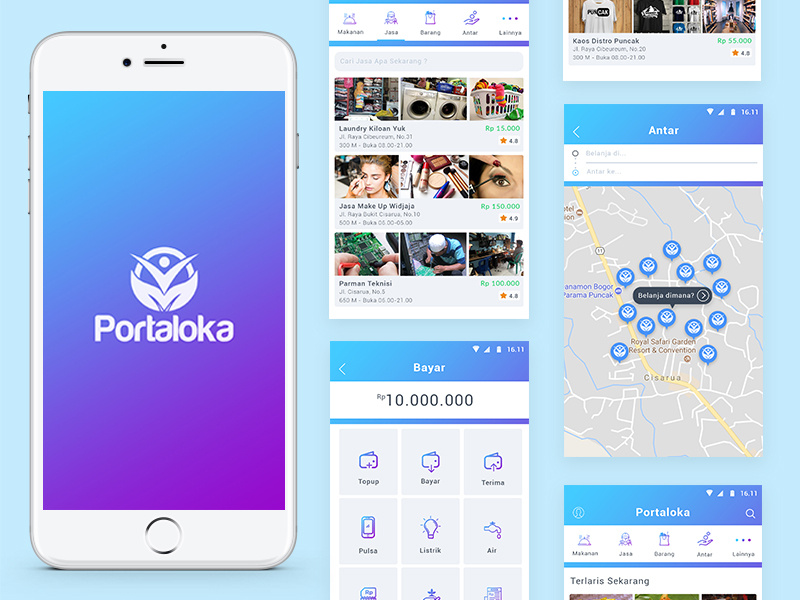 Portaloka
Makanan Jasa Barang Antar Lainnya
Cari Jasa Apa Sekarang ?
Laundry Kiloan Yuk Rp 15.000
Jl. Raya Cibeureum, No.31
300 M - Buka 08.00-21.00 4.8
Jasa Make Up Widjaja Rp 150.000
Jl. Raya Bukit Cisarua, No.10
500 M - Buka 05.00-05.00 4.9
Parman Teknisi Rp 100.000
Jl. Cisarua, No.5
650 M - Buka 08.00-21.00 4.8
16.11
Bayar
Rp10.000.000
Topup Bayar Terima
Pulsa Listrik Air
Rp
PUNCAK
Kaos Distro Puncak Rp 55.000
Jl. Raya Cibeureum, No.20
300 M - Buka 08.00-21.00 4.8
16.11
Antar
Belanja di...
Antar ke...
otel
ission
11
anamon Bogor
Parama Puncak
Belanja dimana?
Royal Safari Garden
Resort & Convention
Cisarua
16.11
Portaloka
Makanan Jasa Barang Antar Lainnya
Terlaris Sekarang